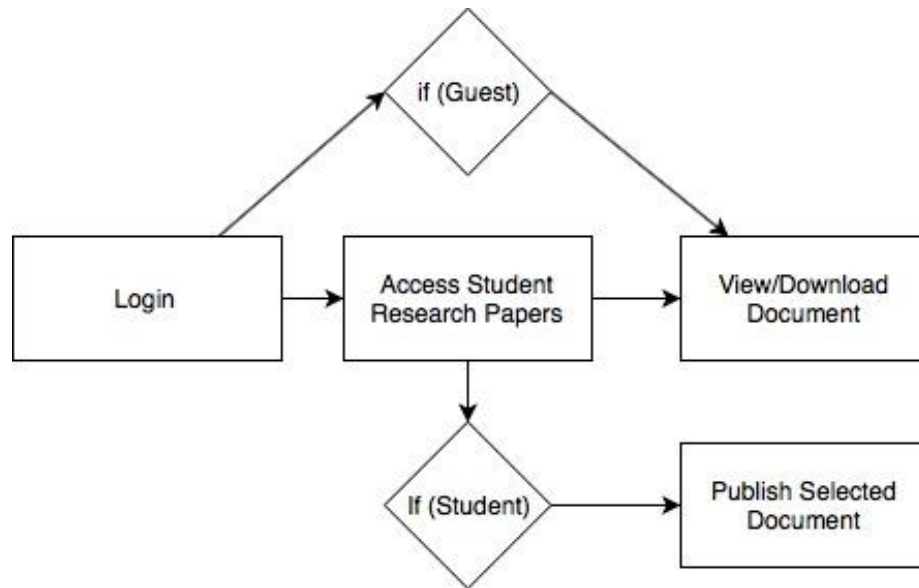 if (Guest)
Login
Access Student
Research Papers
View/Download
Document
If (Student)
Publish Selected
Document